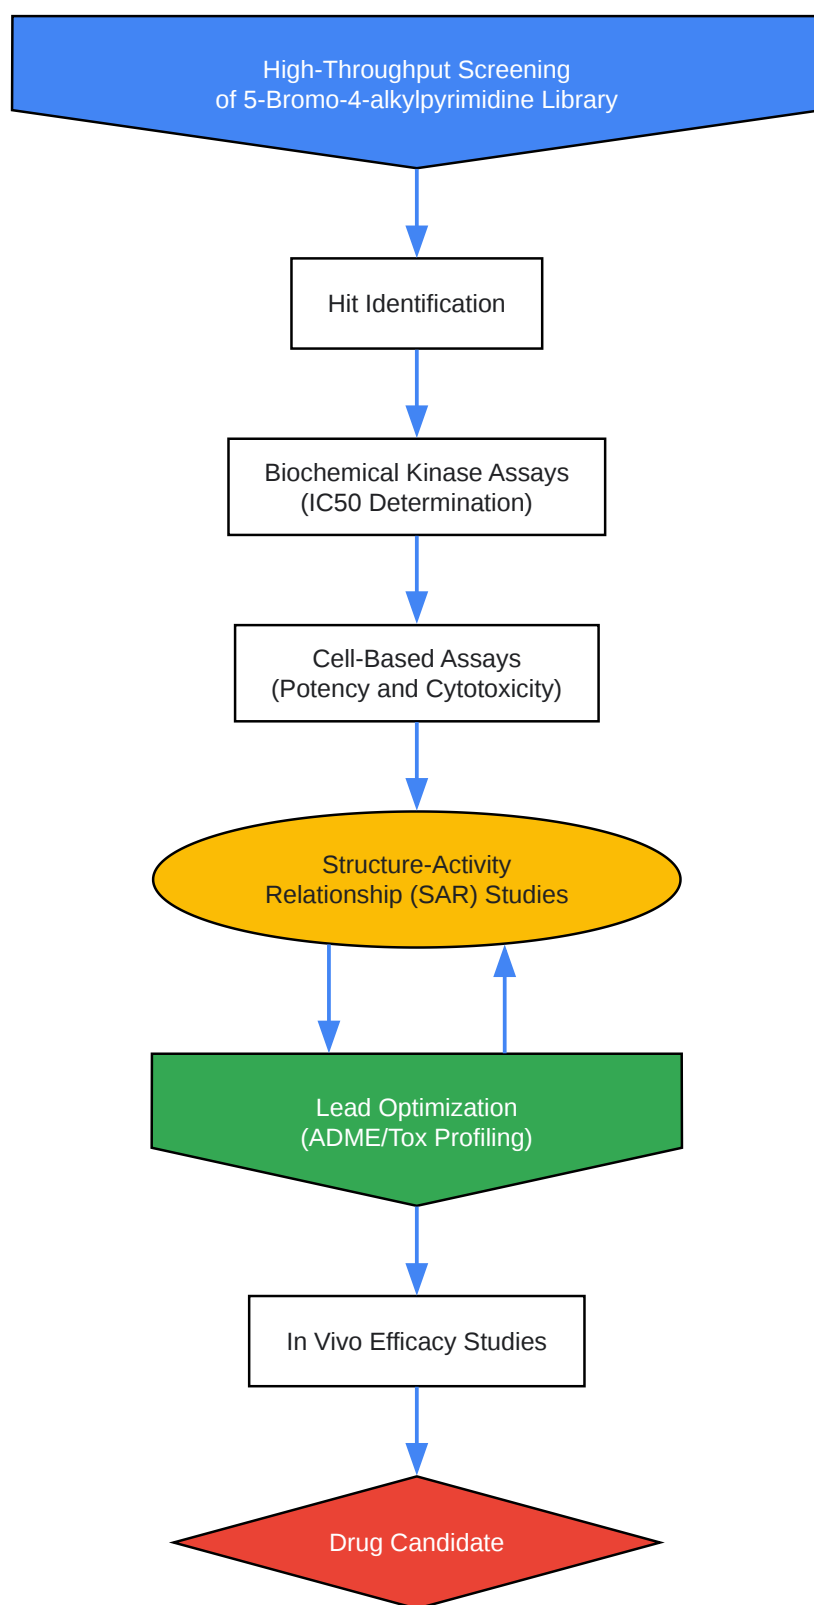 High-Throughput Screening
of 5-Bromo-4-alkylpyrimidine Library
Hit Identification
Biochemical Kinase Assays
(IC50 Determination)
Cell-Based Assays
(Potency and Cytotoxicity)
Structure-Activity
Relationship (SAR) Studies
Lead Optimization
(ADME/Tox Profiling)
In Vivo Efficacy Studies
Drug Candidate